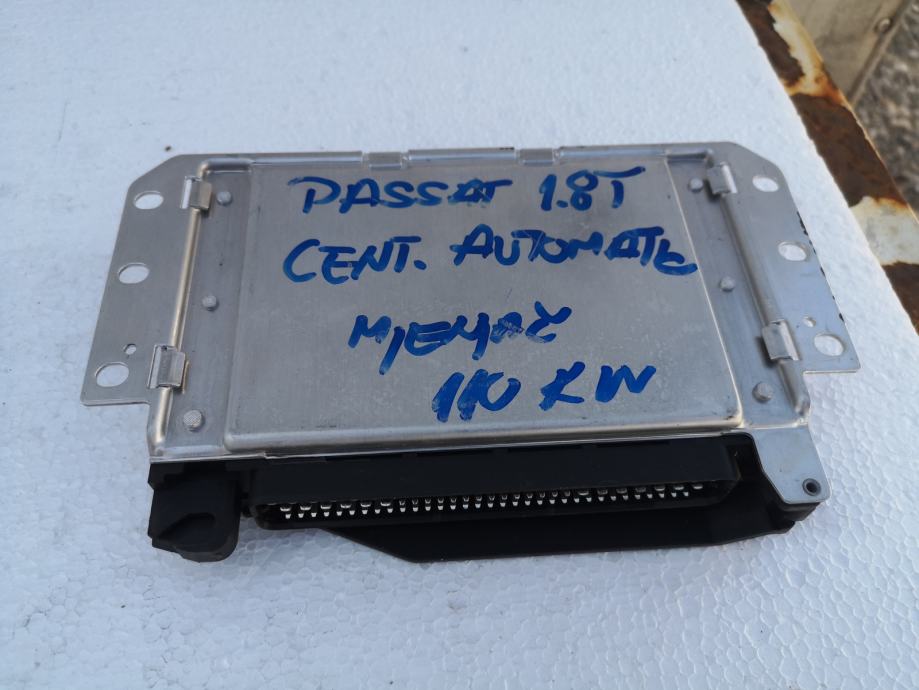 PASSAT 1.8T
CENT. AUTOMATIC
MJENJAČ
110 KW